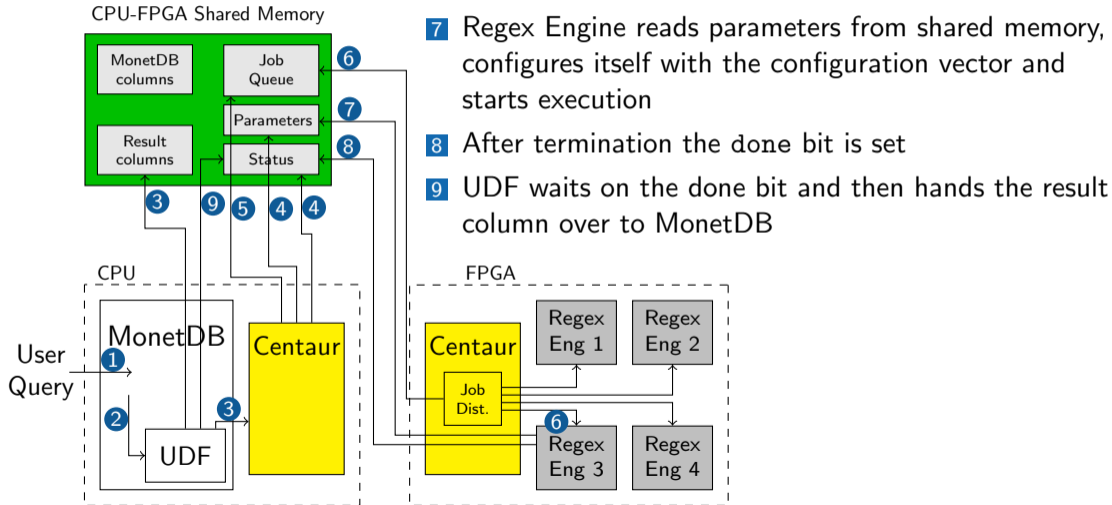 CPU-FPGA Shared Memory
MonetDB
columns
Job
Queue
6
Parameters
7
Result
columns
Status
8
3
9
5
4
4
7 Regex Engine reads parameters from shared memory,
configures itself with the configuration vector and
starts execution
8 After termination the done bit is set
9 UDF waits on the done bit and then hands the result
column over to MonetDB
CPU
MonetDB
Centaur
User
Query
1
2
3
UDF
FPGA
Centaur
Job
Dist.
Regex
Eng 1
Regex
Eng 2
6
Regex
Eng 3
Regex
Eng 4